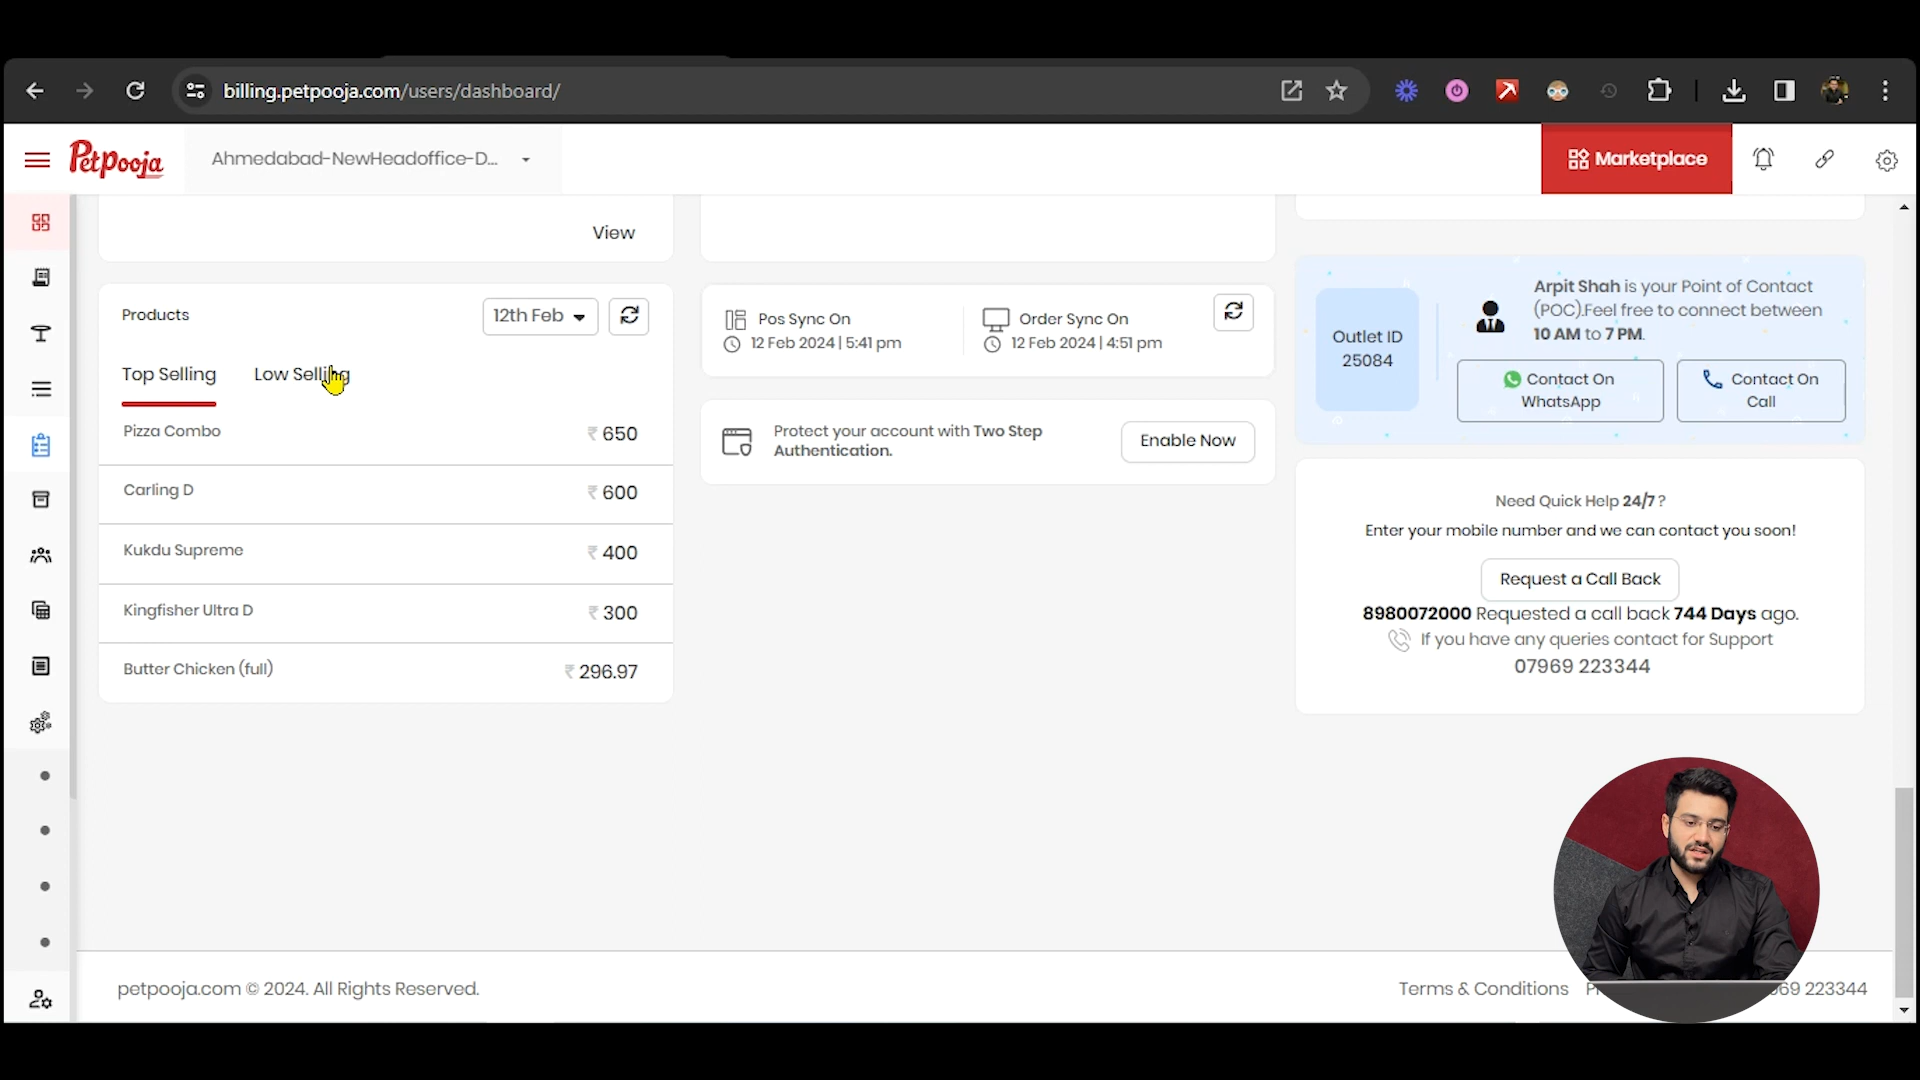 billing.petpooja.com/users/dashboard/
Petpooja
Ahmedabad-NewHeadoffice-D...
Marketplace
View
Products
12th Feb
Top Selling
Low Selling
Pizza Combo
₹ 650
Carling D
₹ 600
Kukdu Supreme
₹ 400
Kingfisher Ultra D
₹ 300
Butter Chicken (full)
₹ 296.97
Pos Sync On
12 Feb 2024 | 5:41 pm
Order Sync On
12 Feb 2024 | 4:51 pm
Protect your account with Two Step
Authentication.
Enable Now
Outlet ID
25084
Arpit Shah is your Point of Contact
(POC).Feel free to connect between
10 AM to 7 PM.
Contact On
WhatsApp
Contact On
Call
Need Quick Help 24/7 ?
Enter your mobile number and we can contact you soon!
Request a Call Back
8980072000 Requested a call back 744 Days ago.
If you have any queries contact for Support
07969 223344
petpooja.com © 2024. All Rights Reserved.
Terms & Conditions
69 223344